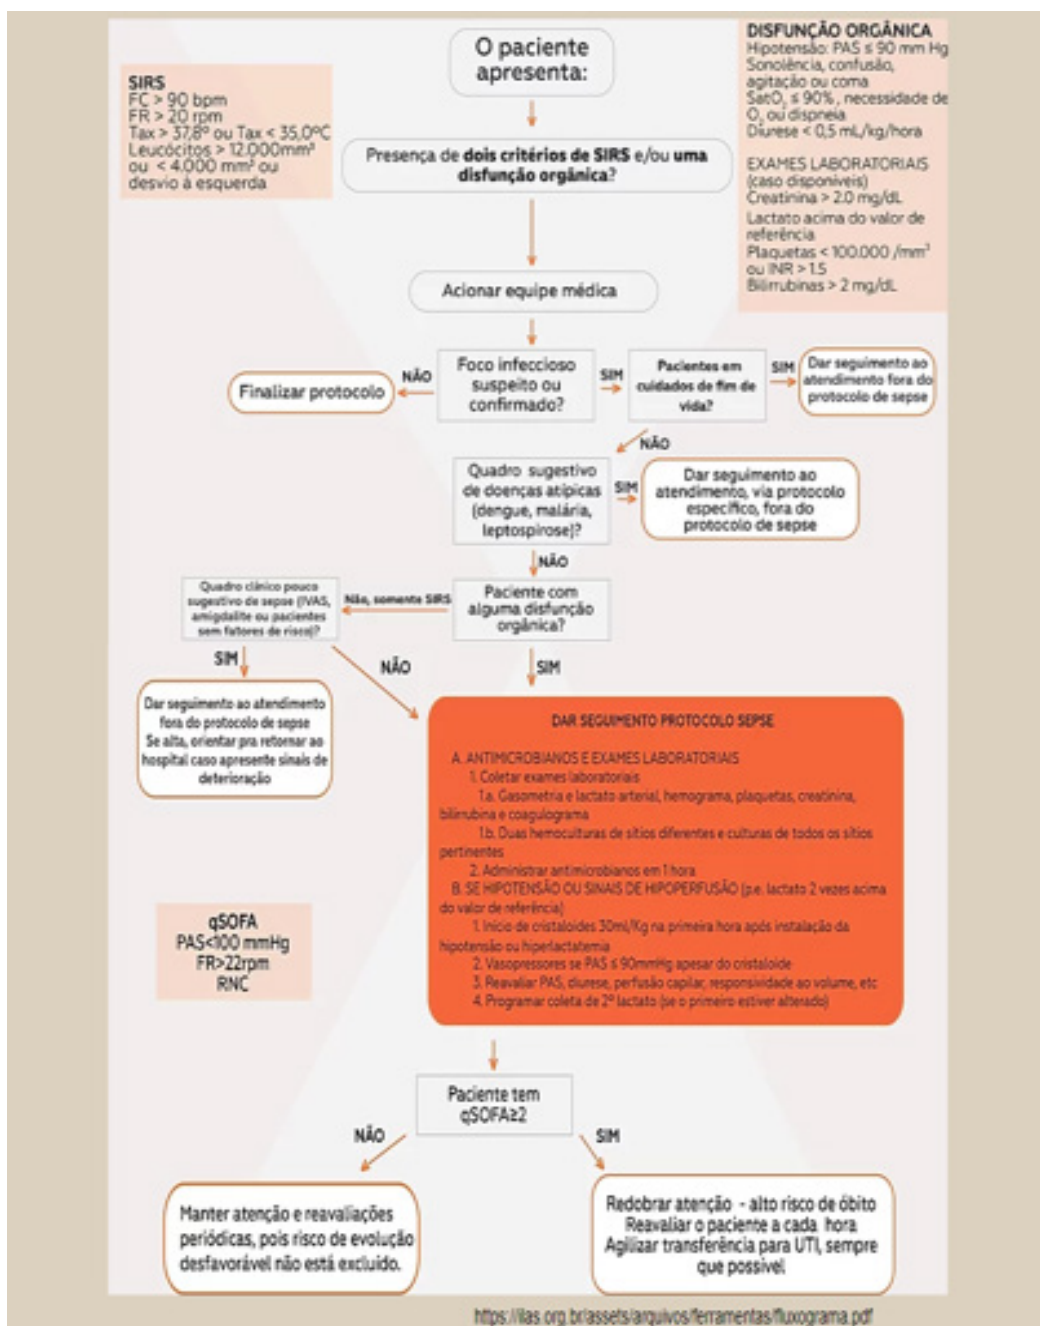 O paciente
apresenta:
SIRS
FC > 90 bpm
FR > 20 rpm
Tax > 37,8º ou Tax < 35,0ºC
Leucócitos > 12.000mm³
ou < 4.000 mm³ ou
desvio à esquerda
DISFUNÇÃO ORGÂNICA
Hipotensão: PAS ≤ 90 mm Hg
Sonolência, confusão,
agitação ou coma
SatO₂ ≤ 90% , necessidade de
O₂ ou dispneia
Diurese < 0,5 mL/kg/hora
EXAMES LABORATORIAIS
(caso disponíveis)
Creatinina > 2.0 mg/dL
Lactato acima do valor de
referência
Plaquetas < 100.000 /mm³
ou INR > 1.5
Bilirrubinas > 2 mg/dL
Presença de dois critérios de SIRS e/ou uma
disfunção orgânica?
Acionar equipe médica
Foco infeccioso
suspeito ou
confirmado?
NÃO
Finalizar protocolo
SIM
Pacientes em
cuidados de fim de
vida?
SIM
Dar seguimento ao
atendimento fora do
protocolo de sepse
NÃO
Quadro sugestivo
de doenças atípicas
(dengue, malária,
leptospirose)?
SIM
Dar seguimento ao
atendimento, via protocolo
específico, fora do
protocolo de sepse
NÃO
Paciente com
alguma disfunção
orgânica?
Não, somente SIRS
Quadro clínico pouco
sugestivo de sepse (IVAS,
amigdalite ou pacientes
sem fatores de risco)?
SIM
NÃO
SIM
Dar seguimento ao atendimento
fora do protocolo de sepse
Se alta, orientar pra retornar ao
hospital caso apresente sinais de
deterioração
DAR SEGUIMENTO PROTOCOLO SEPSE
A. ANTIMICROBIANOS E EXAMES LABORATORIAIS
1. Coletar exames laboratoriais
1.a. Gasometria e lactato arterial, hemograma, plaquetas, creatinina,
bilirrubina e coagulograma
1.b. Duas hemoculturas de sítios diferentes e culturas de todos os sítios
pertinentes
2. Administrar antimicrobianos em 1 hora
B. SE HIPOTENSÃO OU SINAIS DE HIPOPERFUSÃO (p.e. lactato 2 vezes acima
do valor de referência)
1. Inicio de cristaloides 30ml/Kg na primeira hora após instalação da
hipotensão ou hiperlactatemia
2. Vasopressores se PAS ≤ 90mmHg apesar do cristaloide
3. Reavaliar PAS, diurese, perfusão capilar, responsividade ao volume, etc
4. Programar coleta de 2º lactato (se o primeiro estiver alterado)
qSOFA
PAS<100 mmHg
FR>22rpm
RNC
Paciente tem
qSOFA≥2
NÃO
SIM
Manter atenção e reavaliações
periódicas, pois risco de evolução
desfavorável não está excluído.
Redobrar atenção - alto risco de óbito
Reavaliar o paciente a cada hora
Agilizar transferência para UTI, sempre
que possivel
https://ilas.org.br/assets/arquivos/ferramentas/fluxograma.pdf